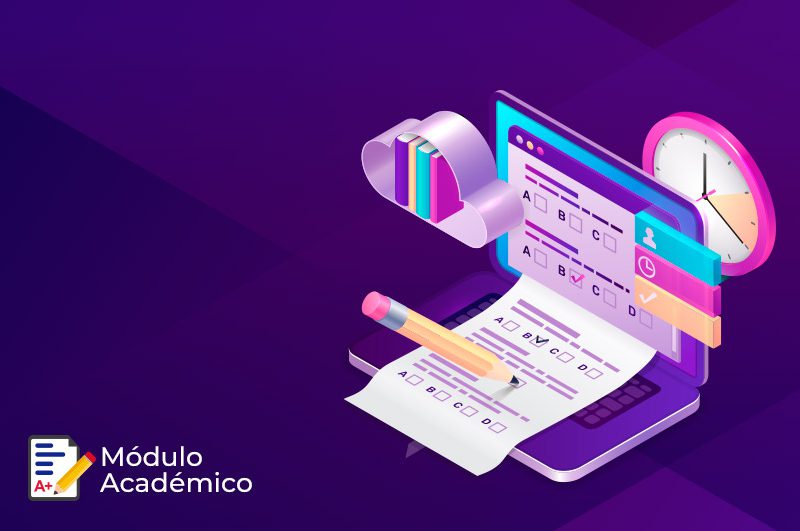 A B C
A B C D
A B C D
A B C D
A+
Módulo
Académico